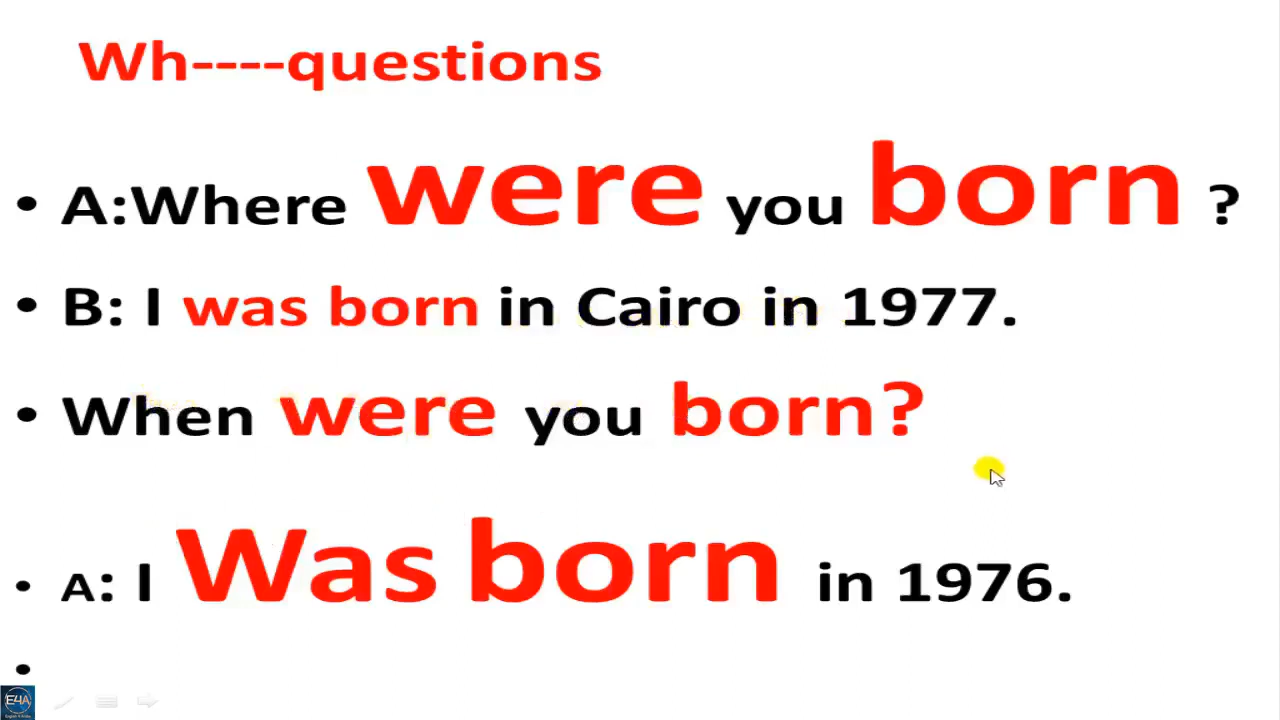 Wh----questions
• A:Where were you born ?
• B: I was born in Cairo in 1977.
• When were you born?
• A: I Was born in 1976.
•
E4A